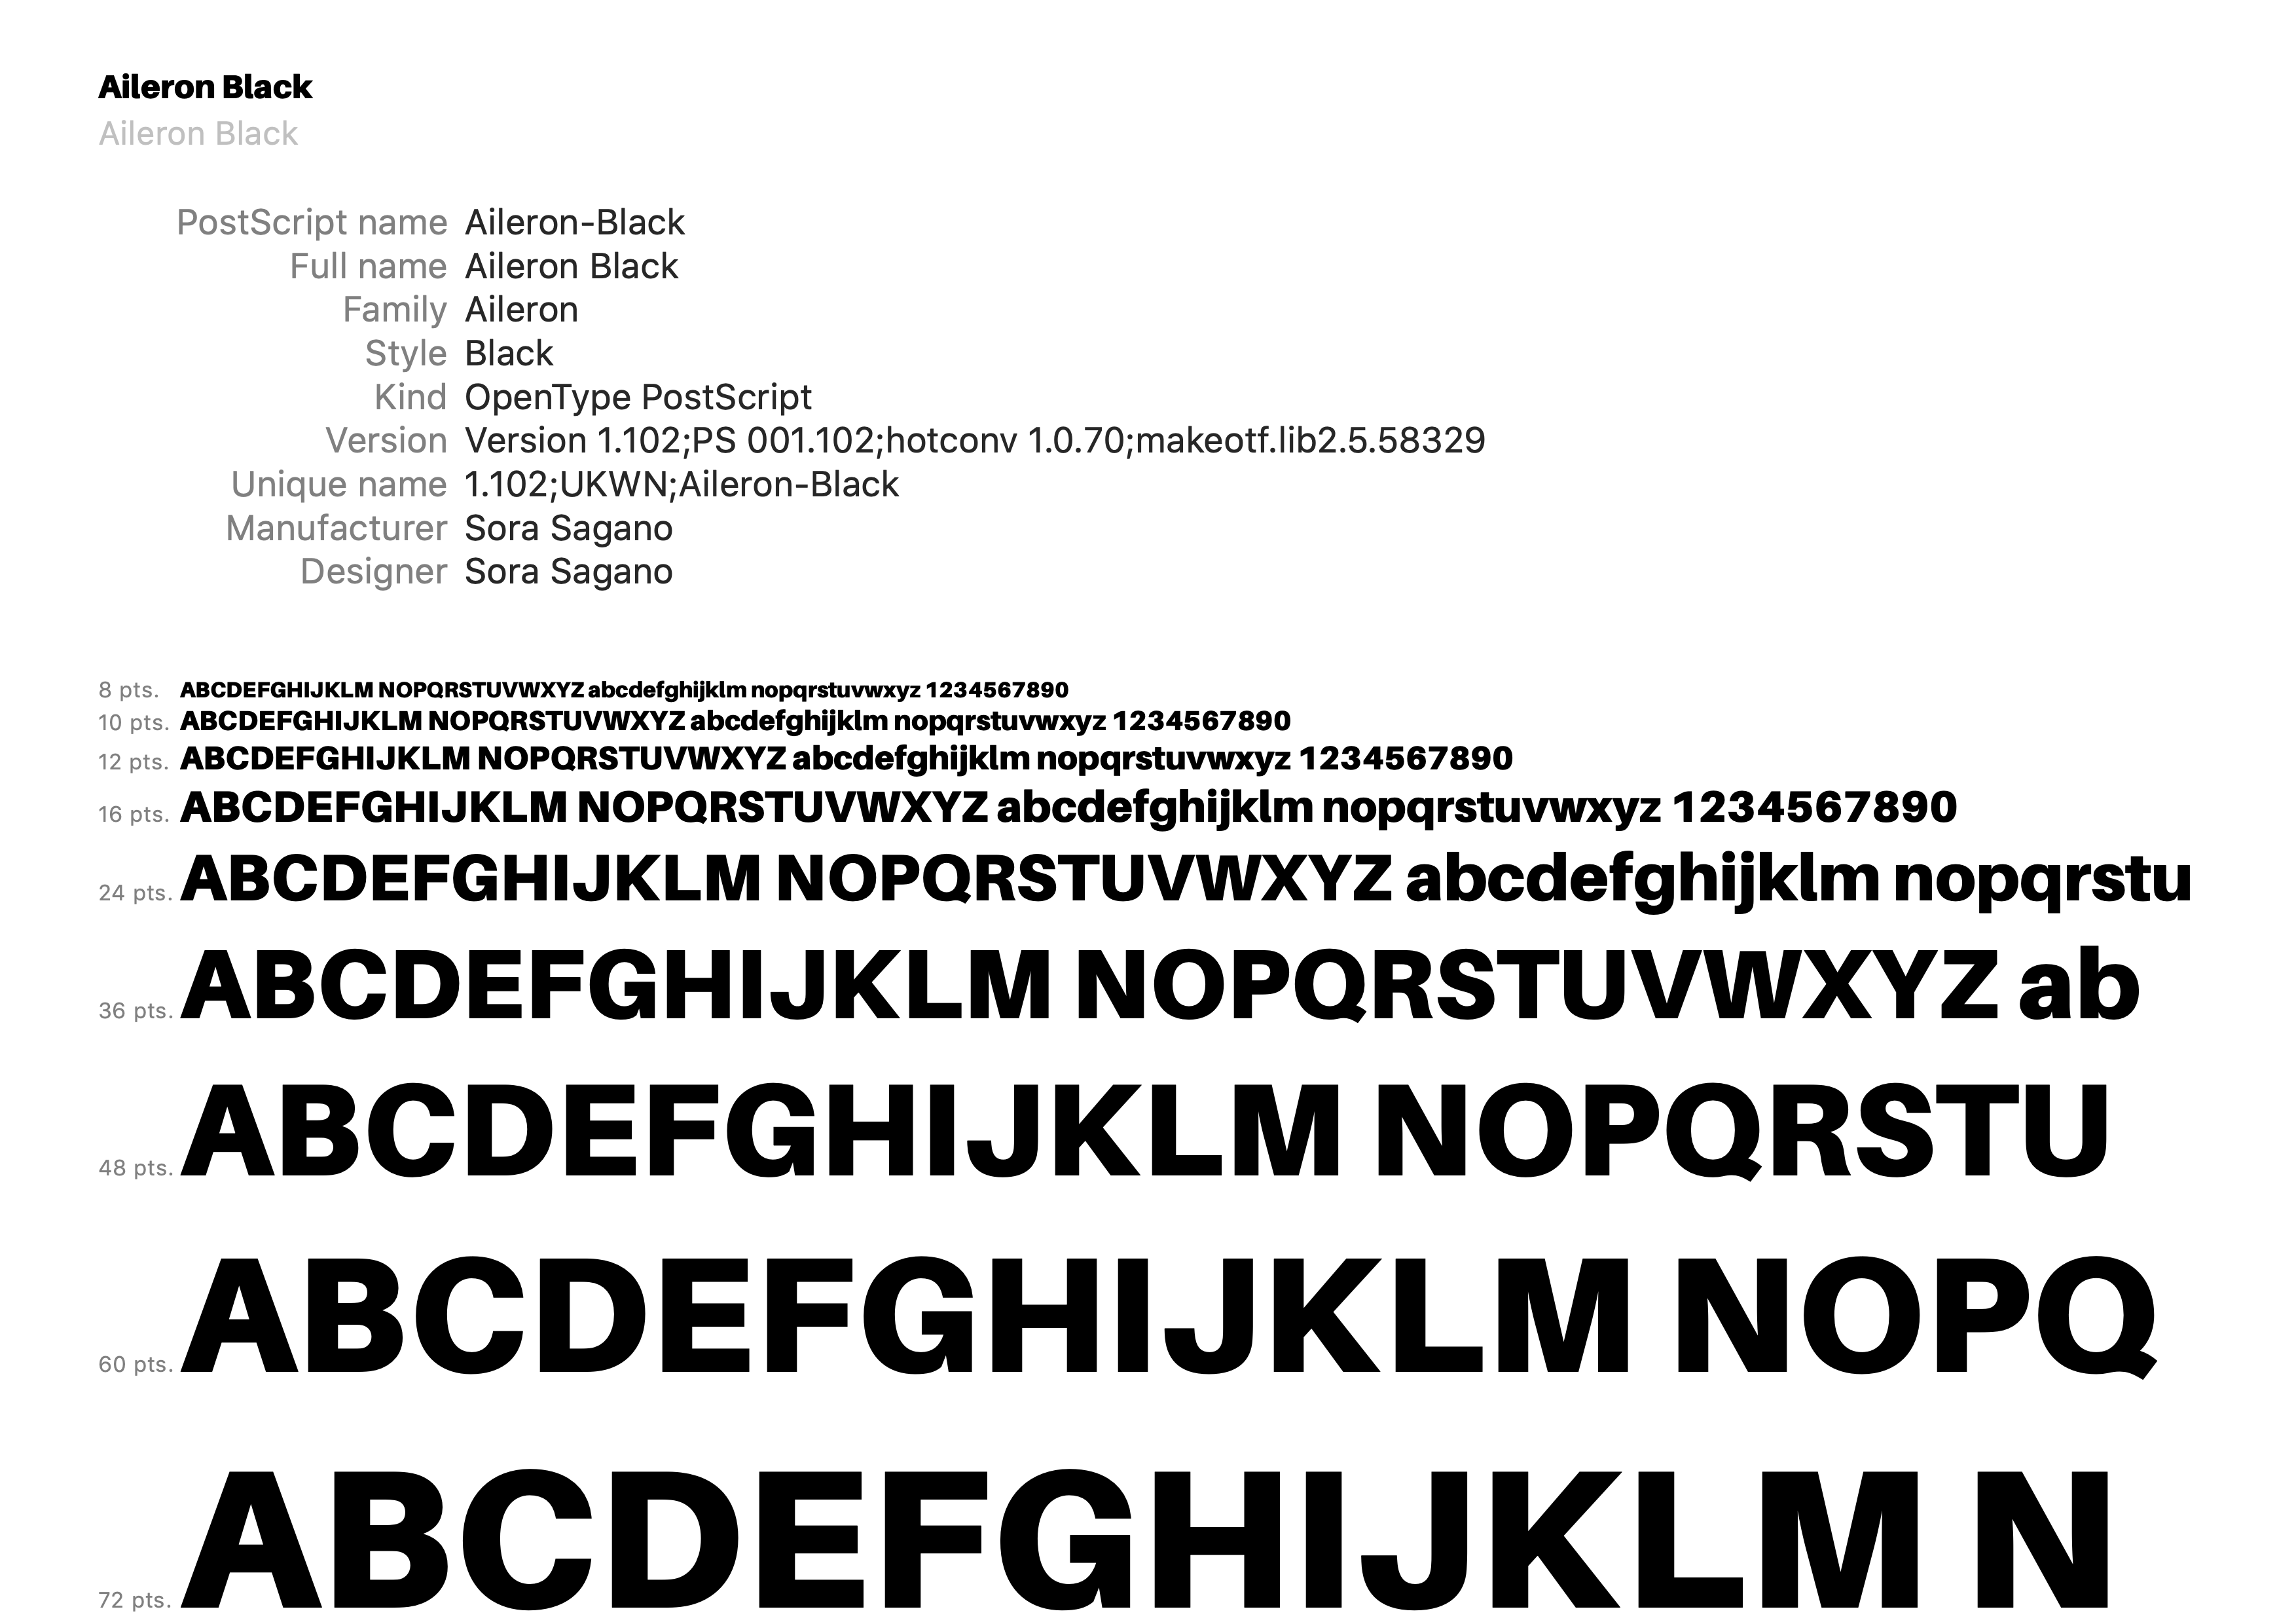 Aileron Black
Aileron Black
PostScript name Aileron-Black
Full name Aileron Black
Family Aileron
Style Black
Kind OpenType PostScript
Version Version 1.102;PS 001.102;hotconv 1.0.70;makeotf.lib2.5.58329
Unique name 1.102;UKWN;Aileron-Black
Manufacturer Sora Sagano
Designer Sora Sagano
8 pts. ABCDEFGHIJKLM NOPQRSTUVWXYZ abcdefghijklm nopqrstuvwxyz 1234567890
10 pts. ABCDEFGHIJKLM NOPQRSTUVWXYZ abcdefghijklm nopqrstuvwxyz 1234567890
12 pts. ABCDEFGHIJKLM NOPQRSTUVWXYZ abcdefghijklm nopqrstuvwxyz 1234567890
16 pts. ABCDEFGHIJKLM NOPQRSTUVWXYZ abcdefghijklm nopqrstuvwxyz 1234567890
24 pts. ABCDEFGHIJKLM NOPQRSTUVWXYZ abcdefghijklm nopqrstu
36 pts. ABCDEFGHIJKLM NOPQRSTUVWXYZ ab
48 pts. ABCDEFGHIJKLM NOPQRSTU
60 pts. ABCDEFGHIJKLM NOPQ
72 pts. ABCDEFGHIJKLM N